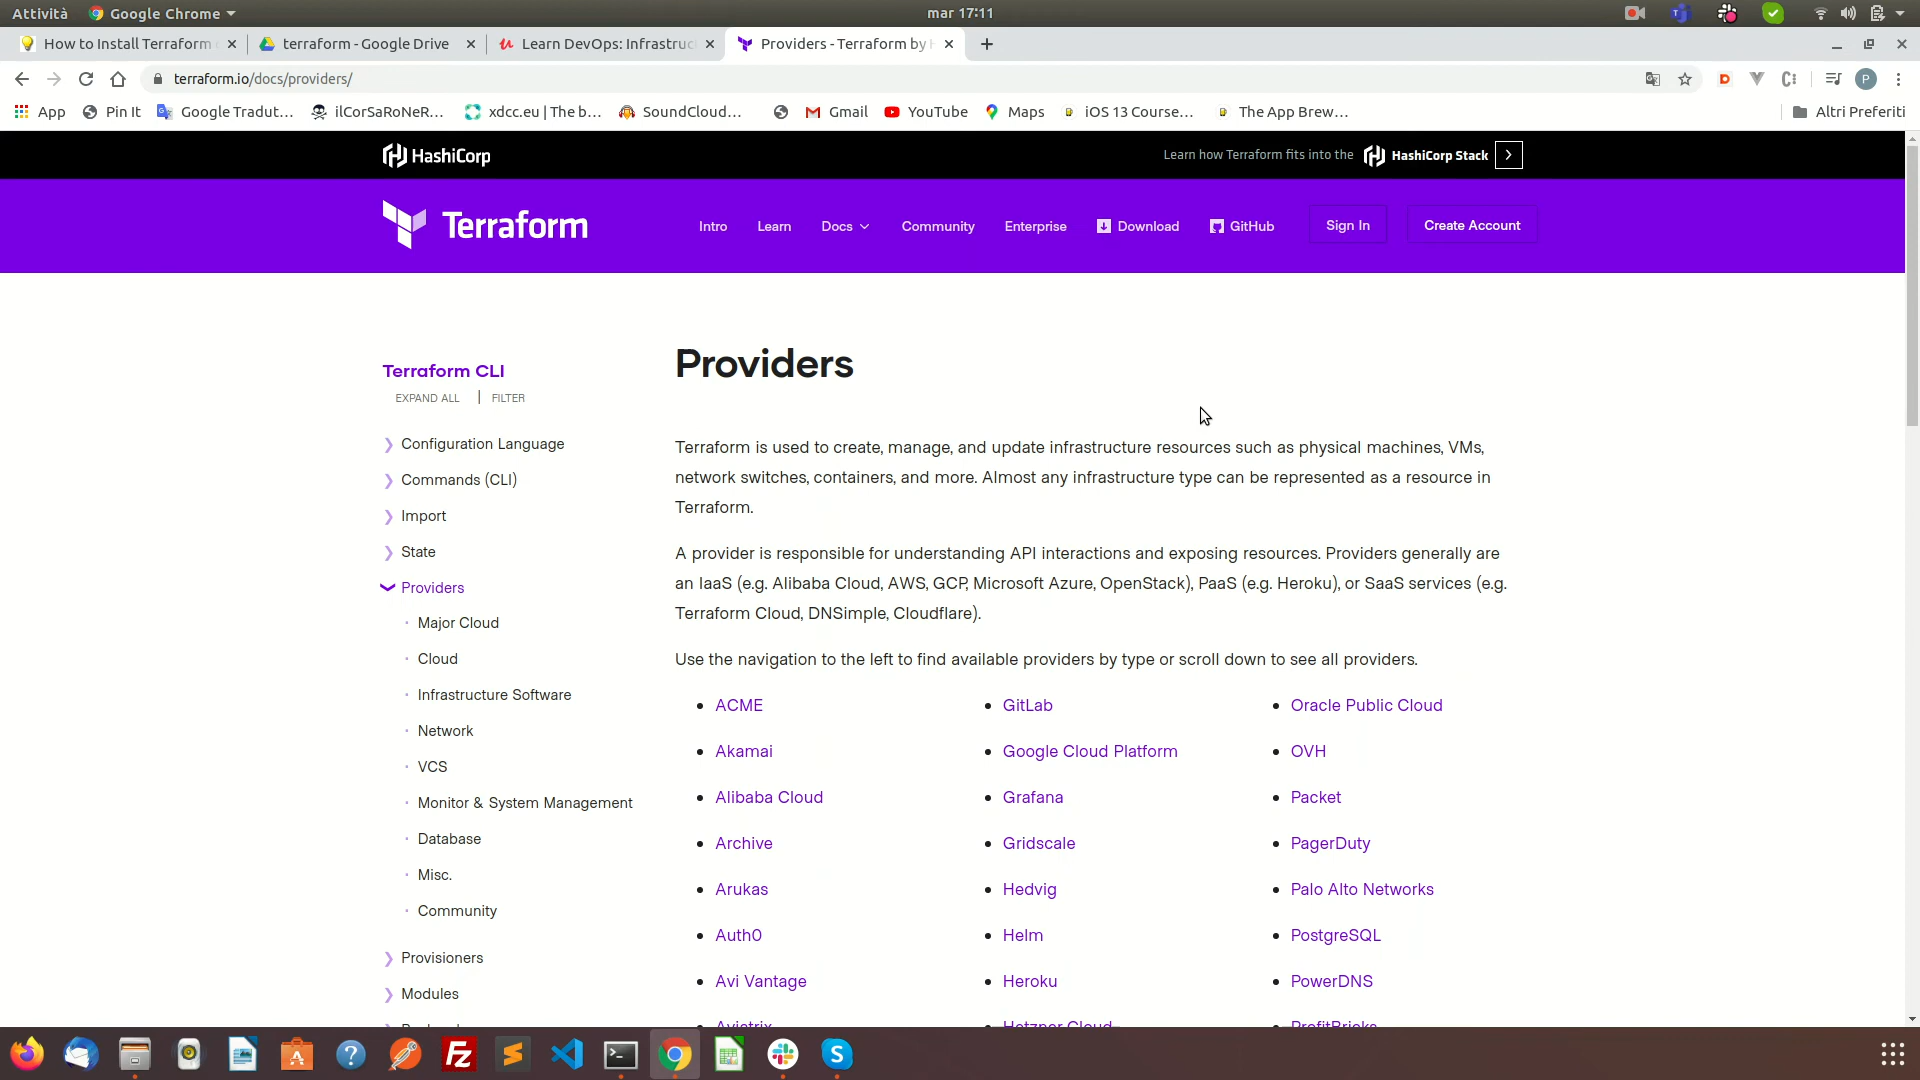 Attività Google Chrome mar 17:11
How to Install Terraform terraform - Google Drive Learn DevOps: Infrastruc Providers - Terraform by
terraform.io/docs/providers/
App Pin It Google Tradut... ilCorSaRoNeR... xdcc.eu | The b... SoundCloud... Gmail YouTube Maps iOS 13 Course... The App Brew... Altri Preferiti
HashiCorp Learn how Terraform fits into the HashiCorp Stack
Terraform Intro Learn Docs Community Enterprise Download GitHub Sign In Create Account
Terraform CLI
EXPAND ALL | FILTER
Configuration Language
Commands (CLI)
Import
State
Providers
Major Cloud
Cloud
Infrastructure Software
Network
VCS
Monitor & System Management
Database
Misc.
Community
Provisioners
Modules
Providers
Terraform is used to create, manage, and update infrastructure resources such as physical machines, VMs,
network switches, containers, and more. Almost any infrastructure type can be represented as a resource in
Terraform.
A provider is responsible for understanding API interactions and exposing resources. Providers generally are
an IaaS (e.g. Alibaba Cloud, AWS, GCP, Microsoft Azure, OpenStack), PaaS (e.g. Heroku), or SaaS services (e.g.
Terraform Cloud, DNSimple, Cloudflare).
Use the navigation to the left to find available providers by type or scroll down to see all providers.
ACME
Akamai
Alibaba Cloud
Archive
Arukas
Auth0
Avi Vantage
Aviatrix
GitLab
Google Cloud Platform
Grafana
Gridscale
Hedvig
Helm
Heroku
Hetzner Cloud
Oracle Public Cloud
OVH
Packet
PagerDuty
Palo Alto Networks
PostgreSQL
PowerDNS
ProfitBricks